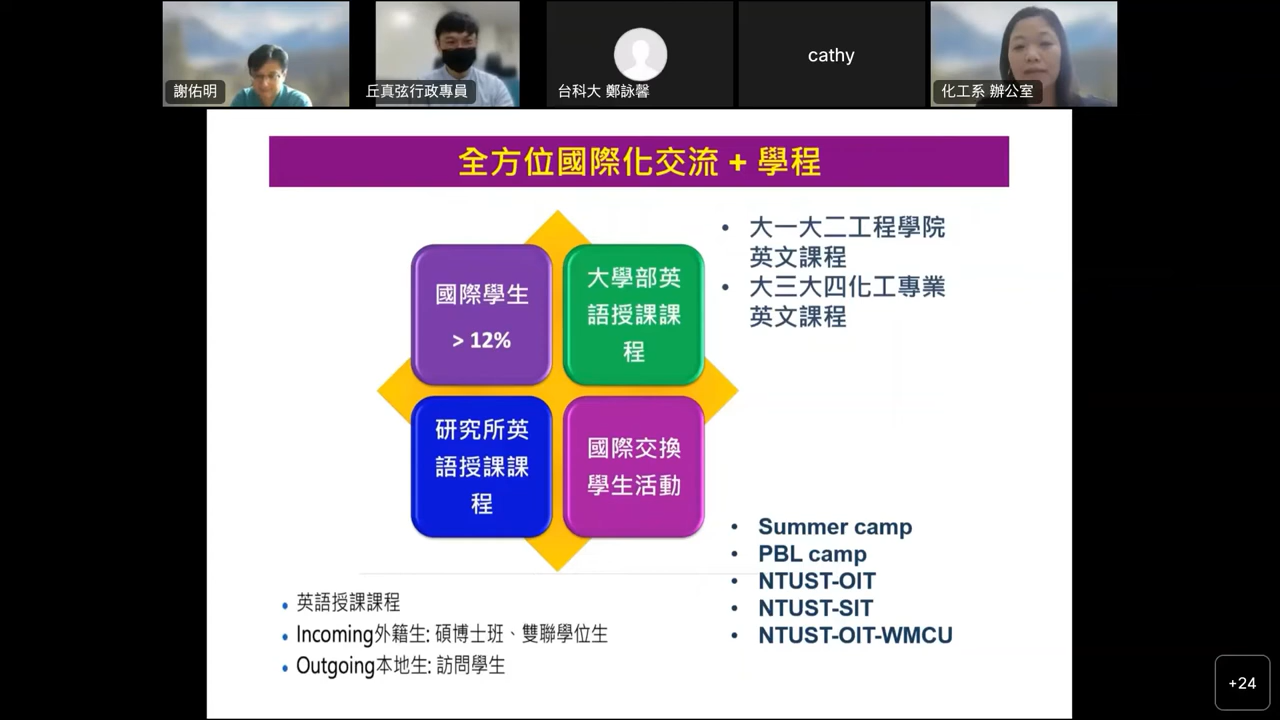 謝佑明
丘真弦行政專員
台科大 鄭詠馨
cathy
化工系 辦公室
全方位國際化交流 + 學程
國際學生
> 12%
大學部英
語授課課
程
研究所英
語授課課
程
國際交換
學生活動
• 大一大二工程學院
英文課程
• 大三大四化工專業
英文課程
• Summer camp
• PBL camp
• NTUST-OIT
• NTUST-SIT
• NTUST-OIT-WMCU
• 英語授課課程
• Incoming外籍生: 碩博士班、雙聯學位生
• Outgoing本地生: 訪問學生
+24